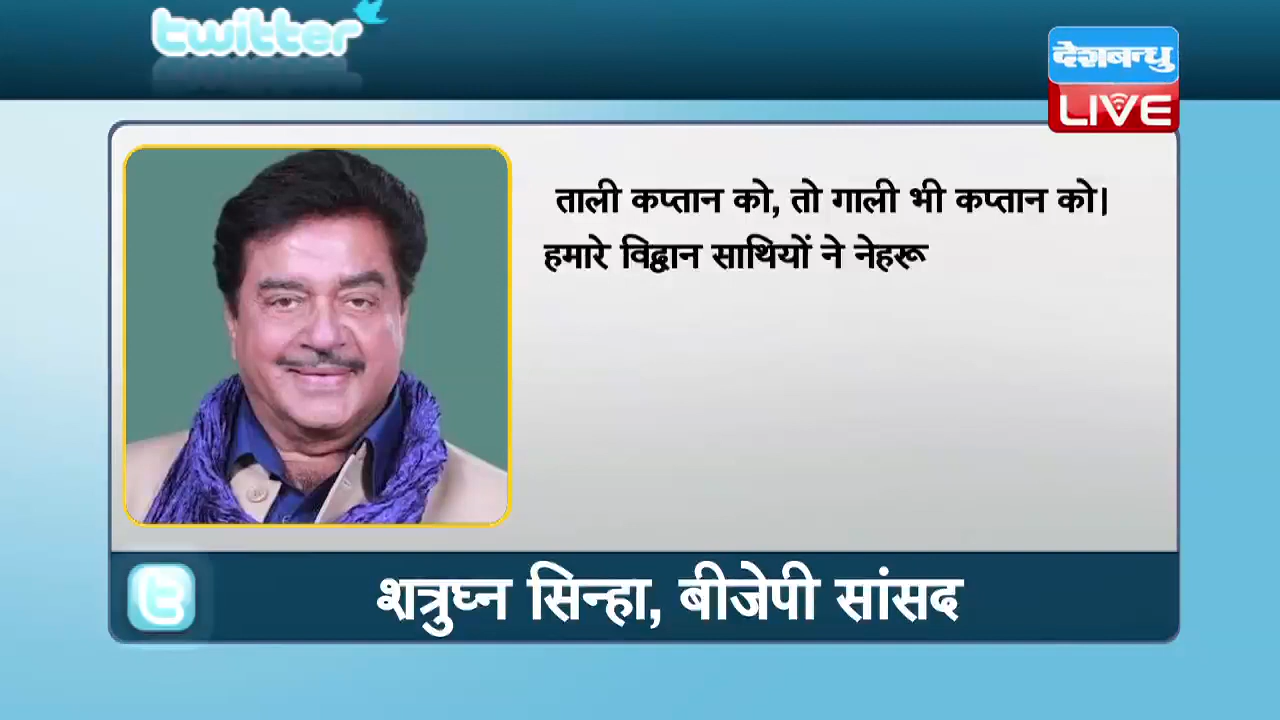 twitter
देशबन्धु
LIVE
ताली कप्तान को, तो गाली भी कप्तान को।
हमारे विद्वान साथियों ने नेहरू
शत्रुघ्न सिन्हा, बीजेपी सांसद